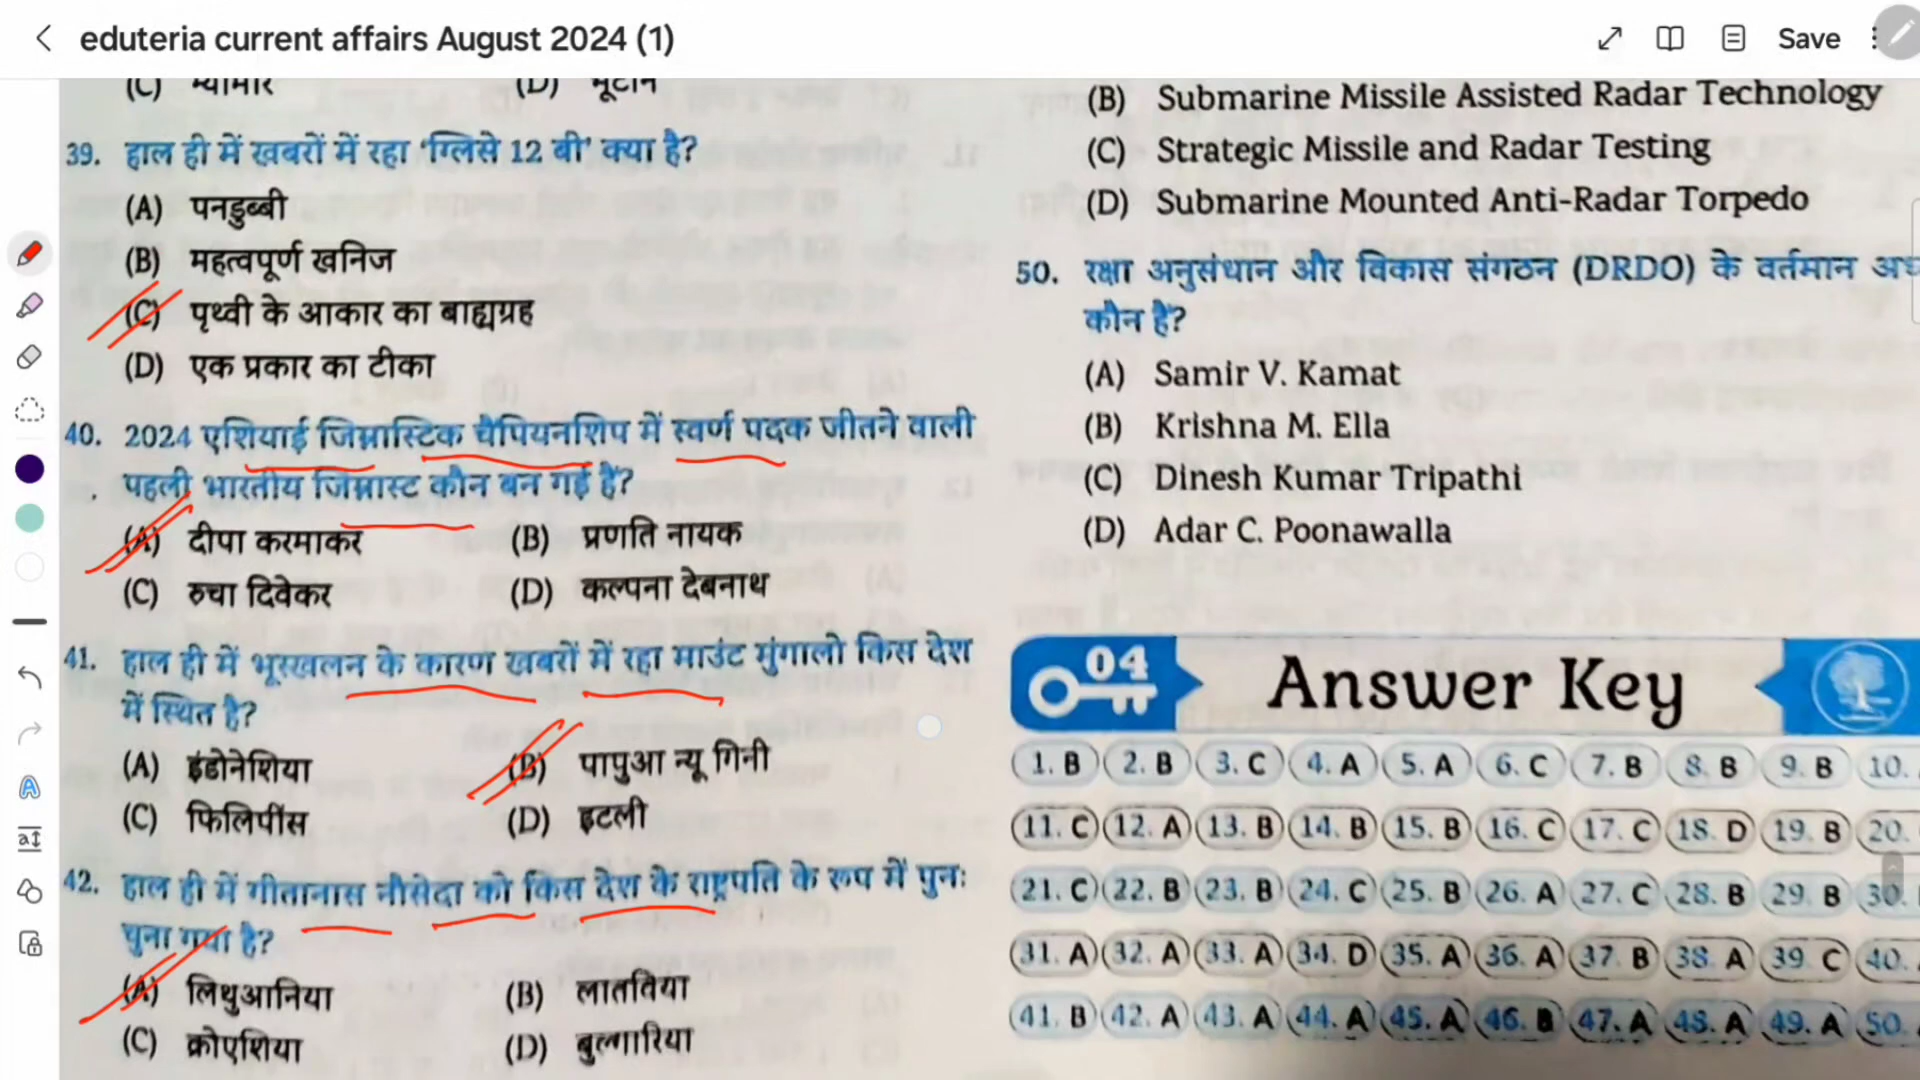 eduteria current affairs August 2024 (1)
Save
(C) म्यांमार (D) भूटान
39. हाल ही में खबरों में रहा 'ग्लिसे 12 बी' क्या है?
(A) पनडुब्बी
(B) महत्वपूर्ण खनिज
(C) पृथ्वी के आकार का बाह्यग्रह
(D) एक प्रकार का टीका
40. 2024 एशियाई जिम्नास्टिक चैंपियनशिप में स्वर्ण पदक जीतने वाली
पहली भारतीय जिम्नास्ट कौन बन गई हैं?
(A) दीपा करमाकर (B) प्रणति नायक
(C) रुचा दिवेकर (D) कल्पना देबनाथ
41. हाल ही में भूस्खलन के कारण खबरों में रहा माउंट मुंगालो किस देश
में स्थित है?
(A) इंडोनेशिया (B) पापुआ न्यू गिनी
(C) फिलिपींस (D) इटली
42. हाल ही में गीतानास नौसेदा को किस देश के राष्ट्रपति के रूप में पुनः
चुना गया है?
(A) लिथुआनिया (B) लातविया
(C) क्रोएशिया (D) बुल्गारिया
(B) Submarine Missile Assisted Radar Technology
(C) Strategic Missile and Radar Testing
(D) Submarine Mounted Anti-Radar Torpedo
50. रक्षा अनुसंधान और विकास संगठन (DRDO) के वर्तमान
कौन हैं?
(A) Samir V. Kamat
(B) Krishna M. Ella
(C) Dinesh Kumar Tripathi
(D) Adar C. Poonawalla
04 Answer Key
1. B 2. B 3. C 4. A 5. A 6. C 7. B 8. B 9. B 10.
11. C 12. A 13. B 14. B 15. B 16. C 17. C 18. D 19. B 20.
21. C 22. B 23. B 24. C 25. B 26. A 27. C 28. B 29. B 30.
31. A 32. A 33. A 34. D 35. A 36. A 37. B 38. A 39. C 40.
41. B 42. A 43. A 44. A 45. A 46. B 47. A 48. A 49. A 50.